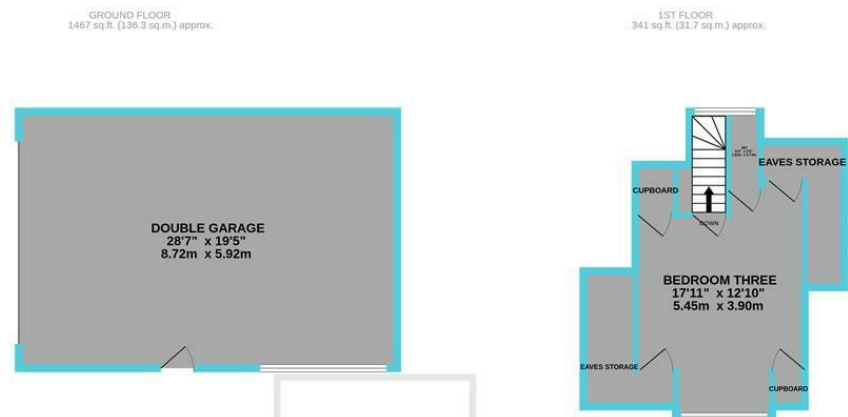 GROUND FLOOR
1467 sq.ft. (136.3 sq.m.) approx.
1ST FLOOR
341 sq.ft. (31.7 sq.m.) approx.
DOUBLE GARAGE
28'7" x 19'5"
8.72m x 5.92m
EAVES STORAGE
CUPBOARD
DOWN
BEDROOM THREE
17'11" x 12'10"
5.45m x 3.90m
EAVES STORAGE
CUPBOARD